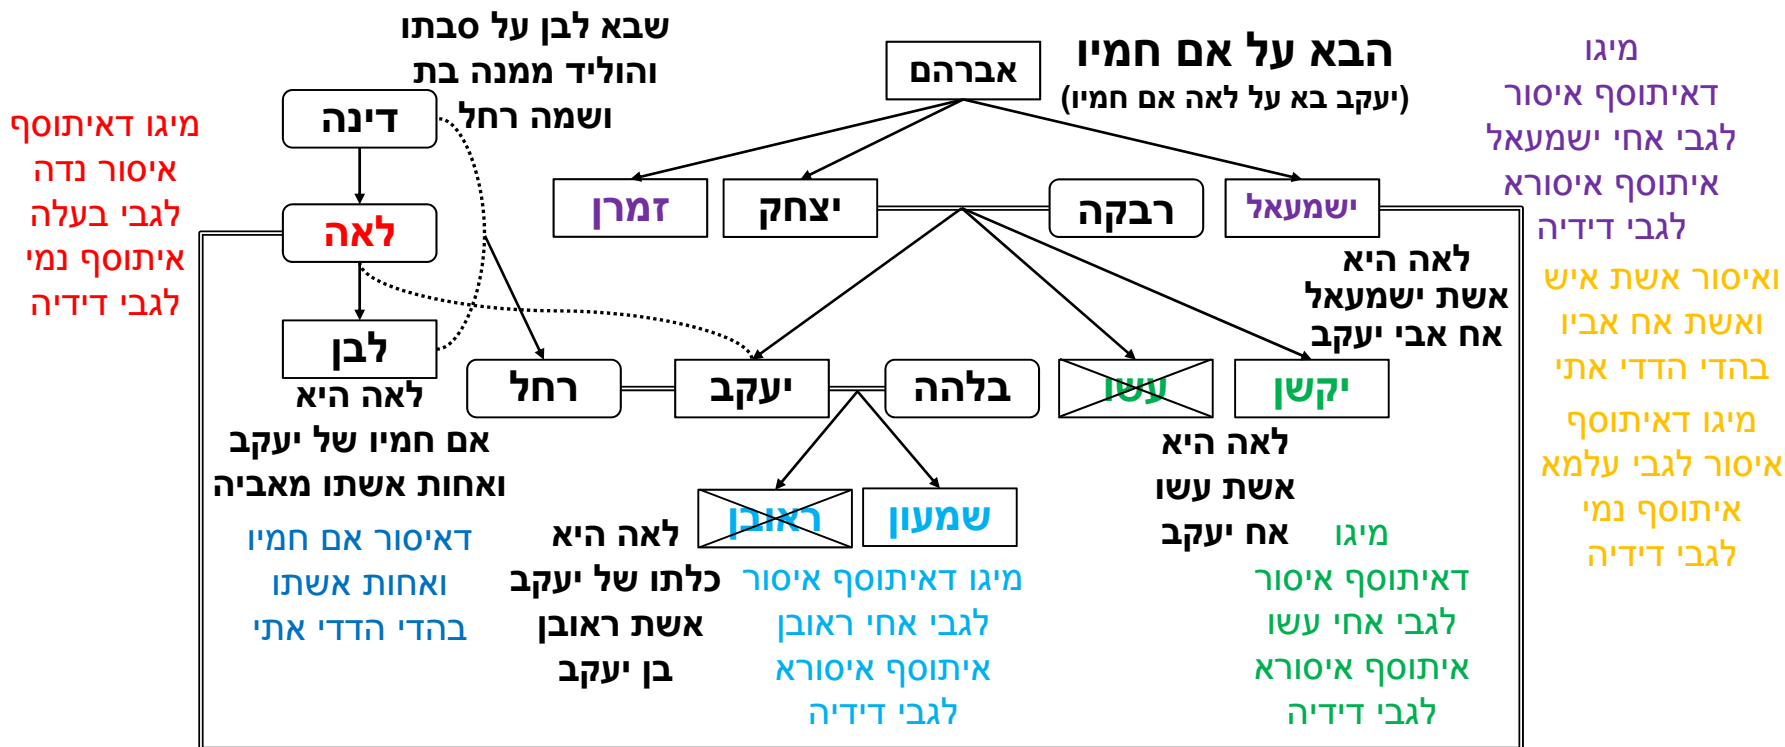 הבא על אם חמיו
(יעקב בא על לאה אם חמיו)
אברהם
שבא לבן על סבתו
והוליד ממנה בת
ושמה רחל
דינה
לאה
לבן
זמרן
יצחק
רבקה
ישמעאל
רחל
יעקב
בלהה
עשו
יקשן
ראובן
שמעון
מיגו
דאיתוסף איסור
לגבי אחי ישמעאל
איתוסף איסורא
לגבי דידיה
מיגו דאיתוסף
איסור נדה
לגבי בעלה
איתוסף נמי
לגבי דידיה
לאה היא
אשת ישמעאל
אח אבי יעקב
ואיסור אשת איש
ואשת אח אביו
בהדי הדדי אתי
מיגו דאיתוסף
איסור לגבי עלמא
איתוסף נמי
לגבי דידיה
לאה היא
אשת עשו
אח יעקב
מיגו
דאיתוסף איסור
לגבי אחי עשו
איתוסף איסורא
לגבי דידיה
לאה היא
כלתו של יעקב
אשת ראובן
בן יעקב
מיגו דאיתוסף איסור
לגבי אחי ראובן
איתוסף איסורא
לגבי דידיה
לאה היא
אם חמיו של יעקב
ואחות אשתו מאביה
דאיסור אם חמיו
ואחות אשתו
בהדי הדדי אתי